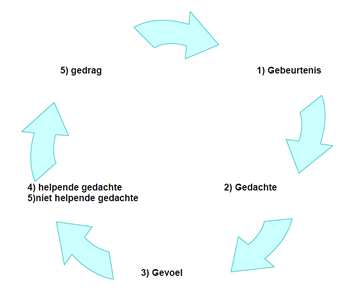 5) gedrag
1) Gebeurtenis
4) helpende gedachte
5)niet helpende gedachte
2) Gedachte
3) Gevoel